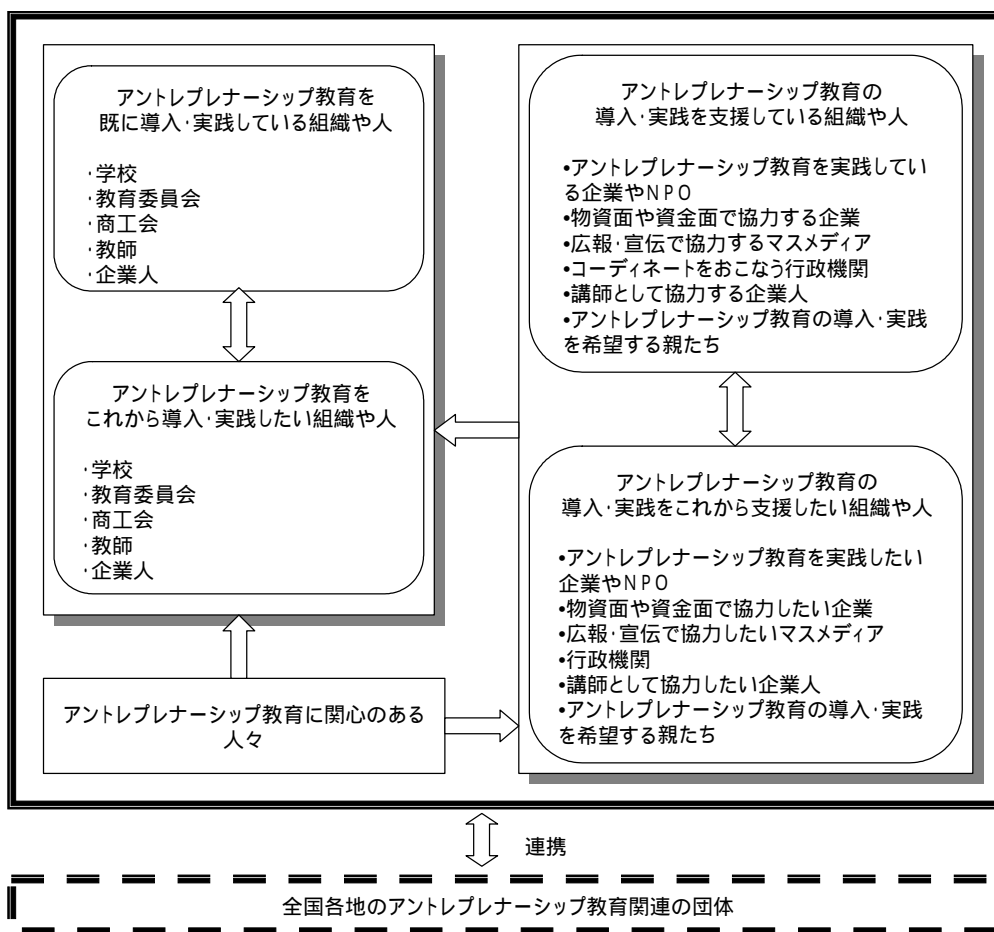 アントレプレナーシップ教育を
既に導入・実践している組織や人
・学校
・教育委員会
・商工会
・教師
・企業人
アントレプレナーシップ教育を
これから導入・実践したい組織や人
・学校
・教育委員会
・商工会
・教師
・企業人
アントレプレナーシップ教育に関心のある
人々
アントレプレナーシップ教育の
導入・実践を支援している組織や人
•アントレプレナーシップ教育を実践してい
る企業やNPO
•物資面や資金面で協力する企業
•広報・宣伝で協力するマスメディア
•コーディネートをおこなう行政機関
•講師として協力する企業人
•アントレプレナーシップ教育の導入・実践
を希望する親たち
アントレプレナーシップ教育の
導入・実践をこれから支援したい組織や人
•アントレプレナーシップ教育を実践したい
企業やNPO
•物資面や資金面で協力したい企業
•広報・宣伝で協力したいマスメディア
•行政機関
•講師として協力したい企業人
•アントレプレナーシップ教育の導入・実践
を希望する親たち
連携
全国各地のアントレプレナーシップ教育関連の団体